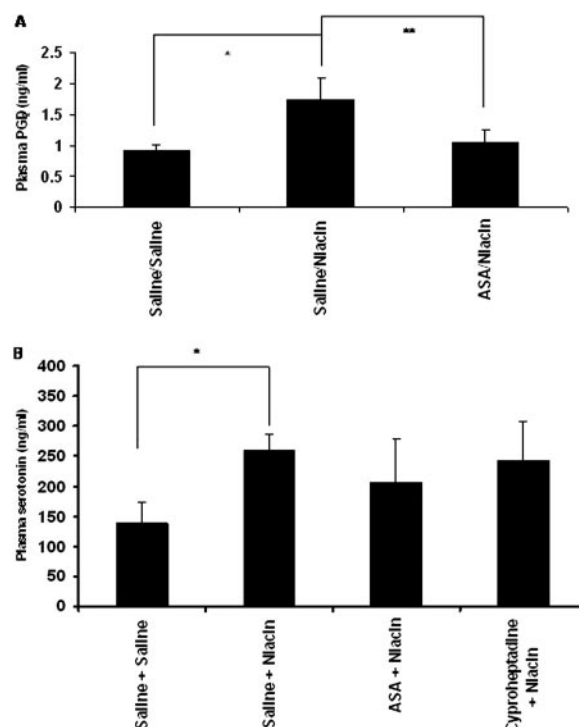 A
*
**
Plasma PGD (ng/ml)
2.5
2
1.5
1
0.5
0
Saline/Saline
Saline/Niacin
ASA/Niacin
B
*
Plasma serotonin (ng/ml)
400
350
300
250
200
150
100
50
0
Saline + Saline
Saline + Niacin
ASA + Niacin
Cyproheptadine
+ Niacin